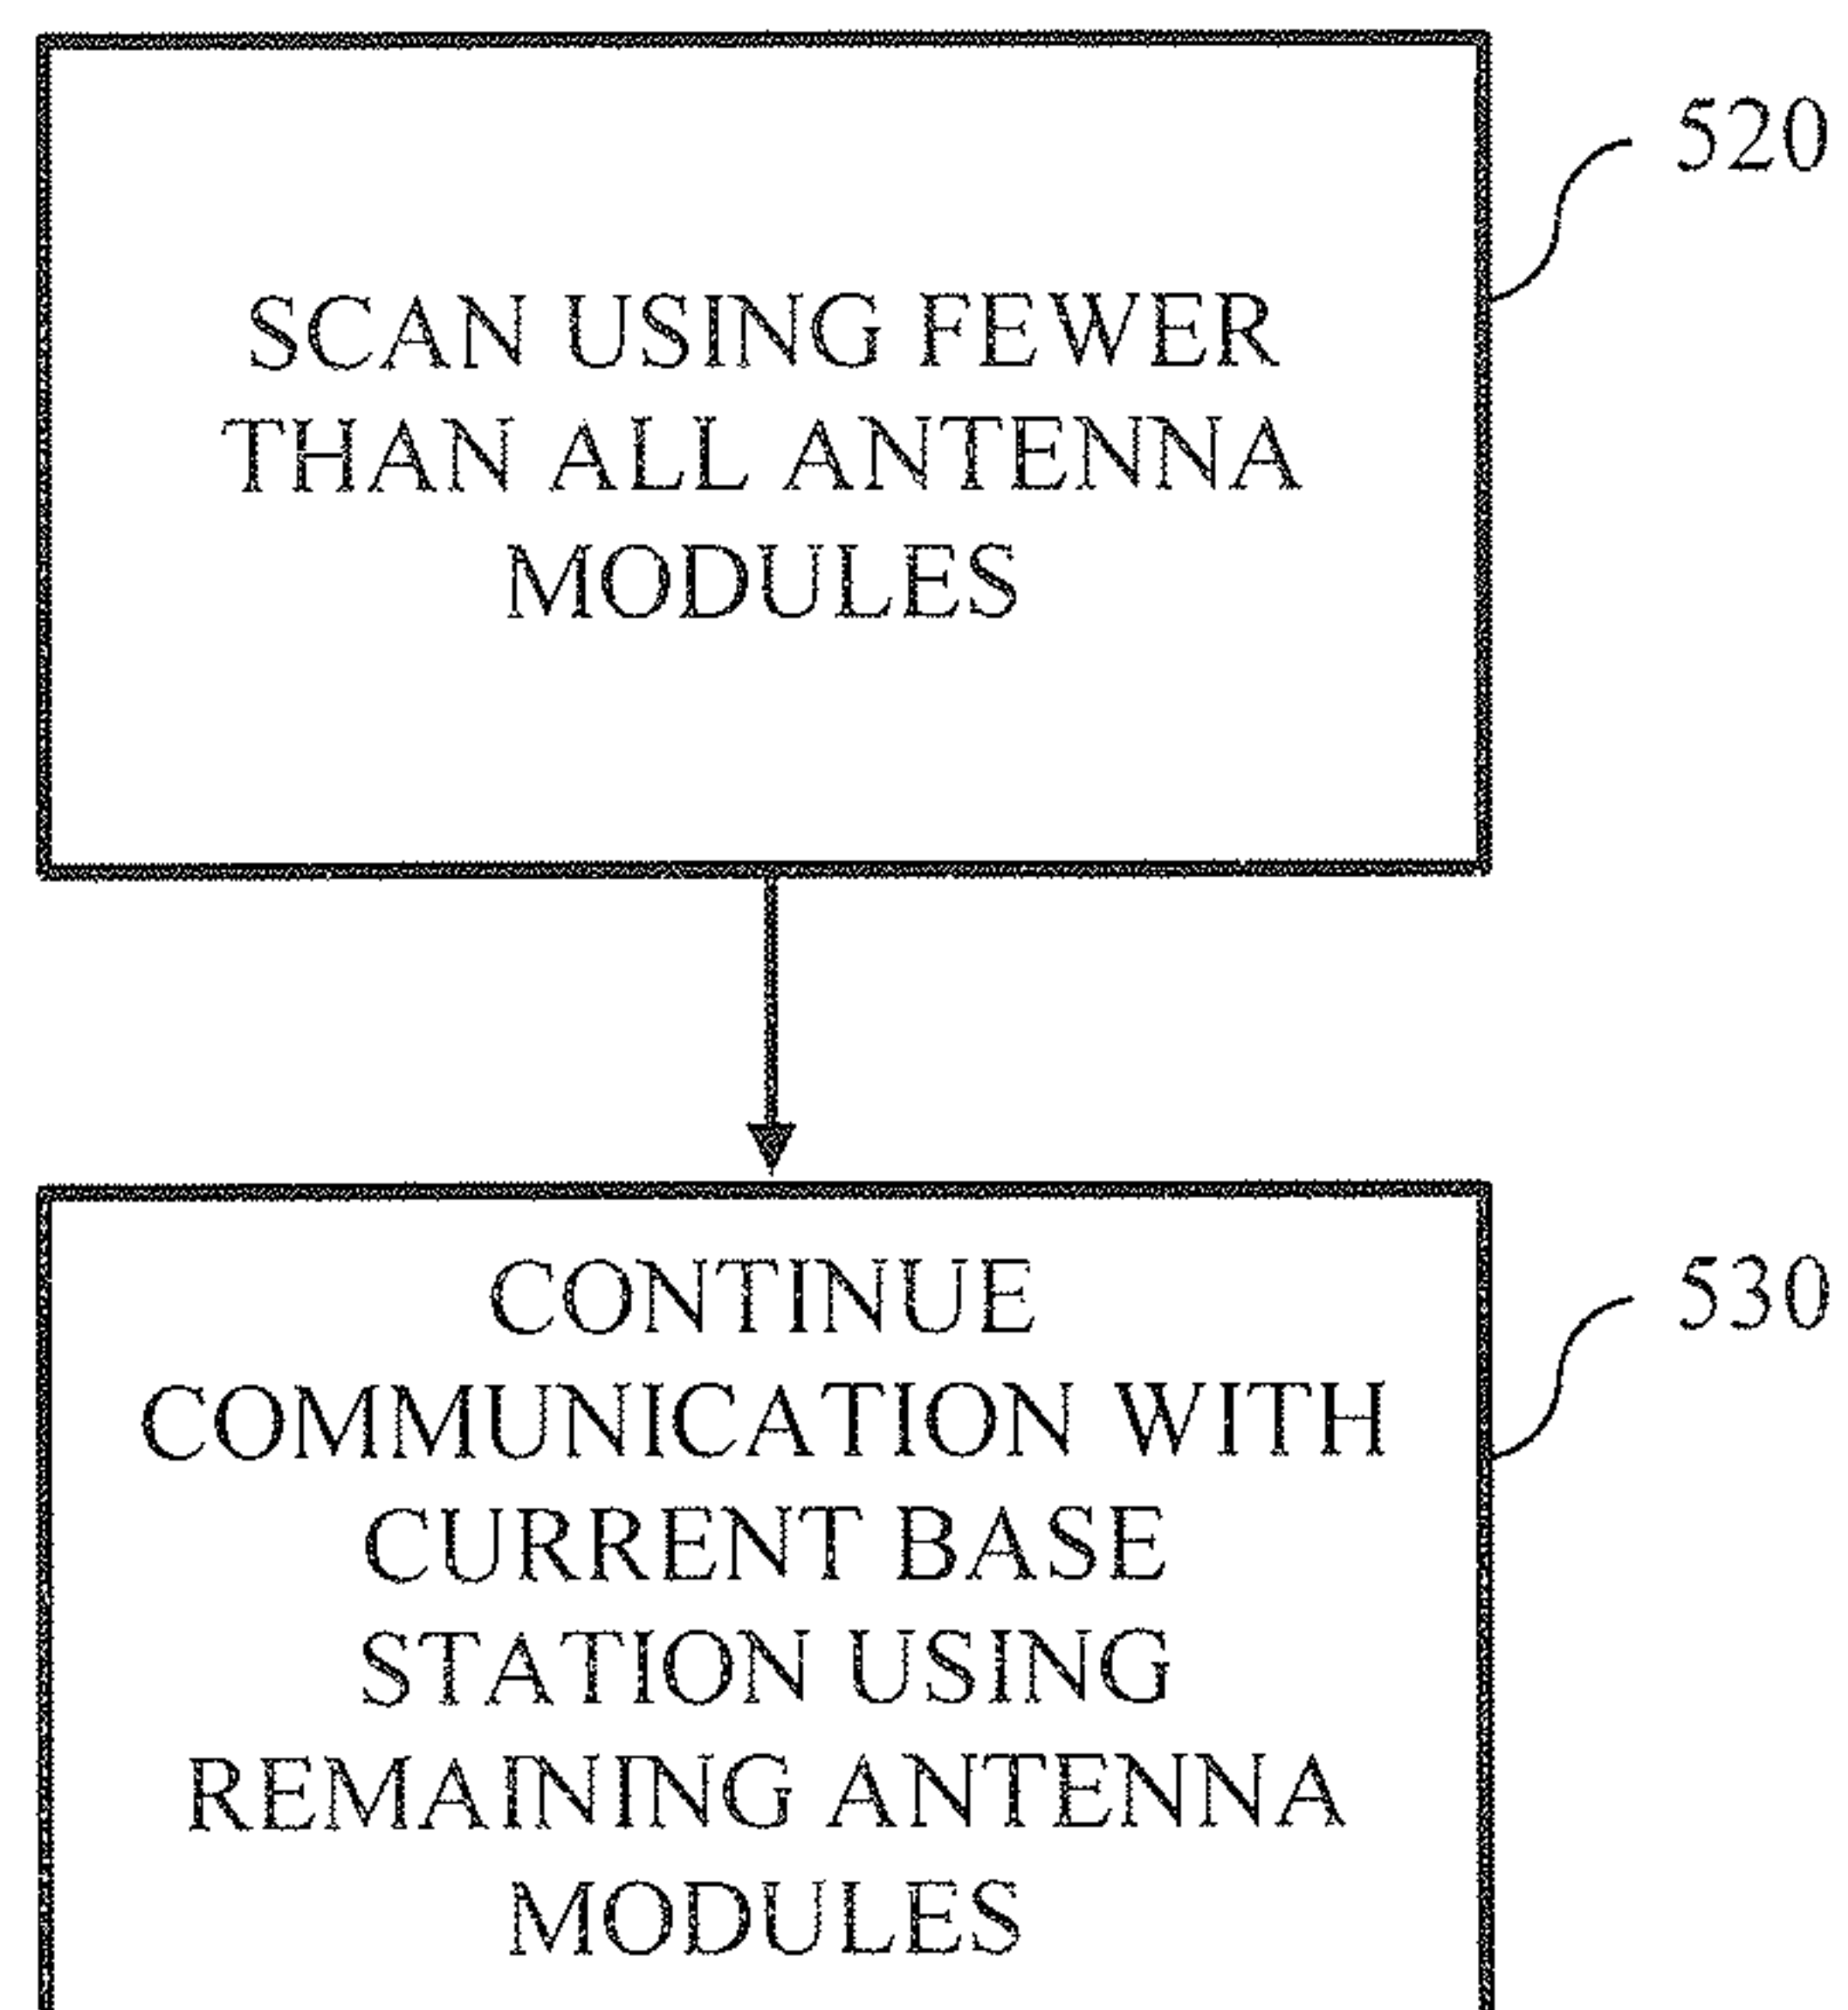 520
SCAN USING FEWER
THAN ALL ANTENNA
MODULES
530
CONTINUE
COMMUNICATION WITH
CURRENT BASE
STATION USING
REMAINING ANTENNA
MODULES